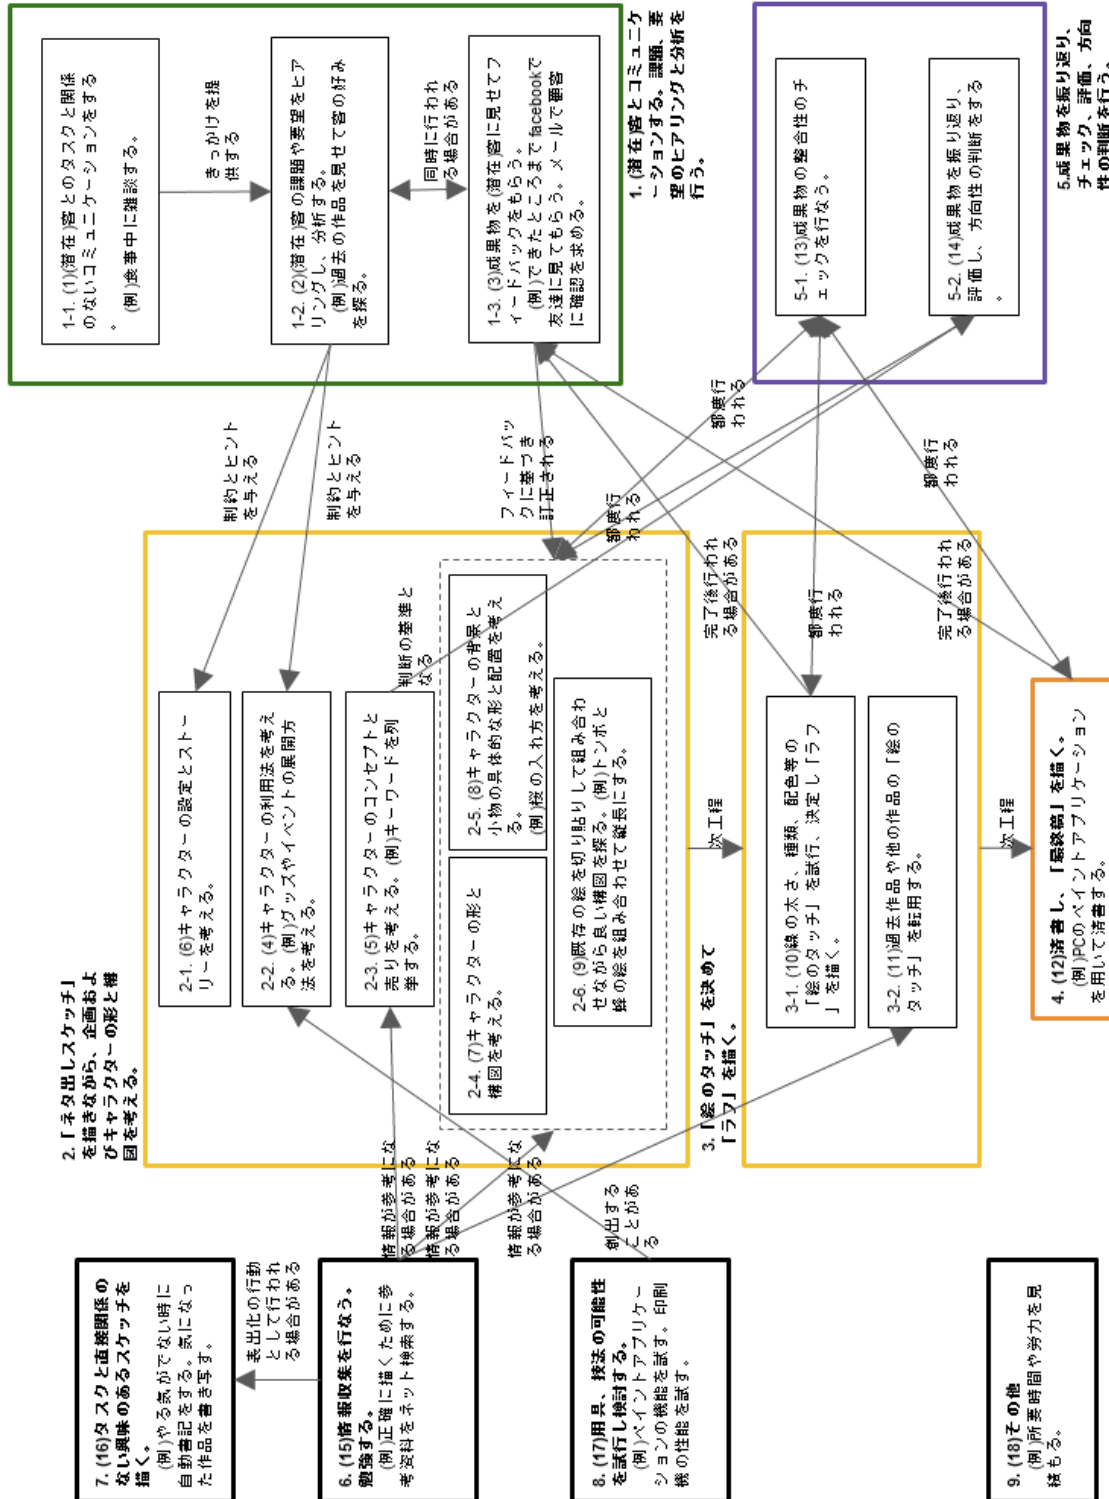 1-1. (1)(潜在)客とのタスクと関係
のないコミュニケーションをする
。 (例)食事中に雑談する。
きっかけを提
供する
1-2. (2)(潜在)客の課題や要望をヒア
リングし、分析する。
(例)過去の作品を見せて客の好み
を探る。
同時に行われ
る場合がある
1-3. (3)成果物を(潜在)客に見せてフ
ィードバックをもらう。
(例)できたところまでfacebookで
友達に見てもらう。メールで顧客
に確認を求める。
1. (潜在)客とコミュニケ
ーションする。課題、要
望のヒアリングと分析を
行う。
5-1. (13)成果物の整合性のチ
ェックを行なう。
5-2. (14)成果物を振り返り、
評価し、方向性の判断をする
。
5.成果物を振り返り、
チェック、評価、方向
性の判断を行う。
制約とヒント
を与える
制約とヒント
を与える
フィードバッ
クに基づき
訂正される
都度行
われる
都度行
われる
完了後行われ
る場合がある
都度行
われる
都度行
われる
完了後行われ
る場合がある
2.「ネタ出しスケッチ」
を描きながら、企画およ
びキャラクターの形と構
図を考える。
2-1. (6)キャラクターの設定とストー
リーを考える。
2-2. (4)キャラクターの利用法を考え
る。(例)グッズやイベントの展開方
法を考える。
2-3. (5)キャラクターのコンセプトと
売りを考える。(例)キーワードを列
挙する。
判断の基準と
なる
2-4. (7)キャラクターの形と
構図を考える。
2-5. (8)キャラクターの背景と
小物の具体的な形と配置を考え
る。
(例)桜の入れ方を考える。
2-6. (9)既存の絵を切り貼りして組み合わ
せながら良い構図を探る。(例)トンボと
蜂の絵を組み合わせて縦長にする。
次工程
3.「絵のタッチ」を決めて
「ラフ」を描く。
3-1. (10)線の太さ、種類、配色等の
「絵のタッチ」を試行、決定し「ラフ
」を描く。
3-2. (11)過去作品や他の作品の「絵の
タッチ」を転用する。
次工程
4. (12)清書し、「最終稿」を描く。
(例)PCのペイントアプリケーション
を用いて清書する。
情報が参考にな
る場合がある
情報が参考にな
る場合がある
情報が参考にな
る場合がある
創出する
ことがあ
る
7. (16)タスクと直接関係の
ない興味のあるスケッチを
描く。
(例)やる気がでない時に
自動書記をする。気になっ
た作品を書き写す。
表出化の行動
として行われ
る場合がある
6. (15)情報収集を行なう。
勉強する。
(例)正確に描くために参
考資料をネット検索する。
8. (17)用具、技法の可能性
を試行し検討する。
(例)ペイントアプリケー
ションの機能を試す。印刷
機の性能を試す。
9. (18)その他
(例)所要時間や労力を見
積もる。